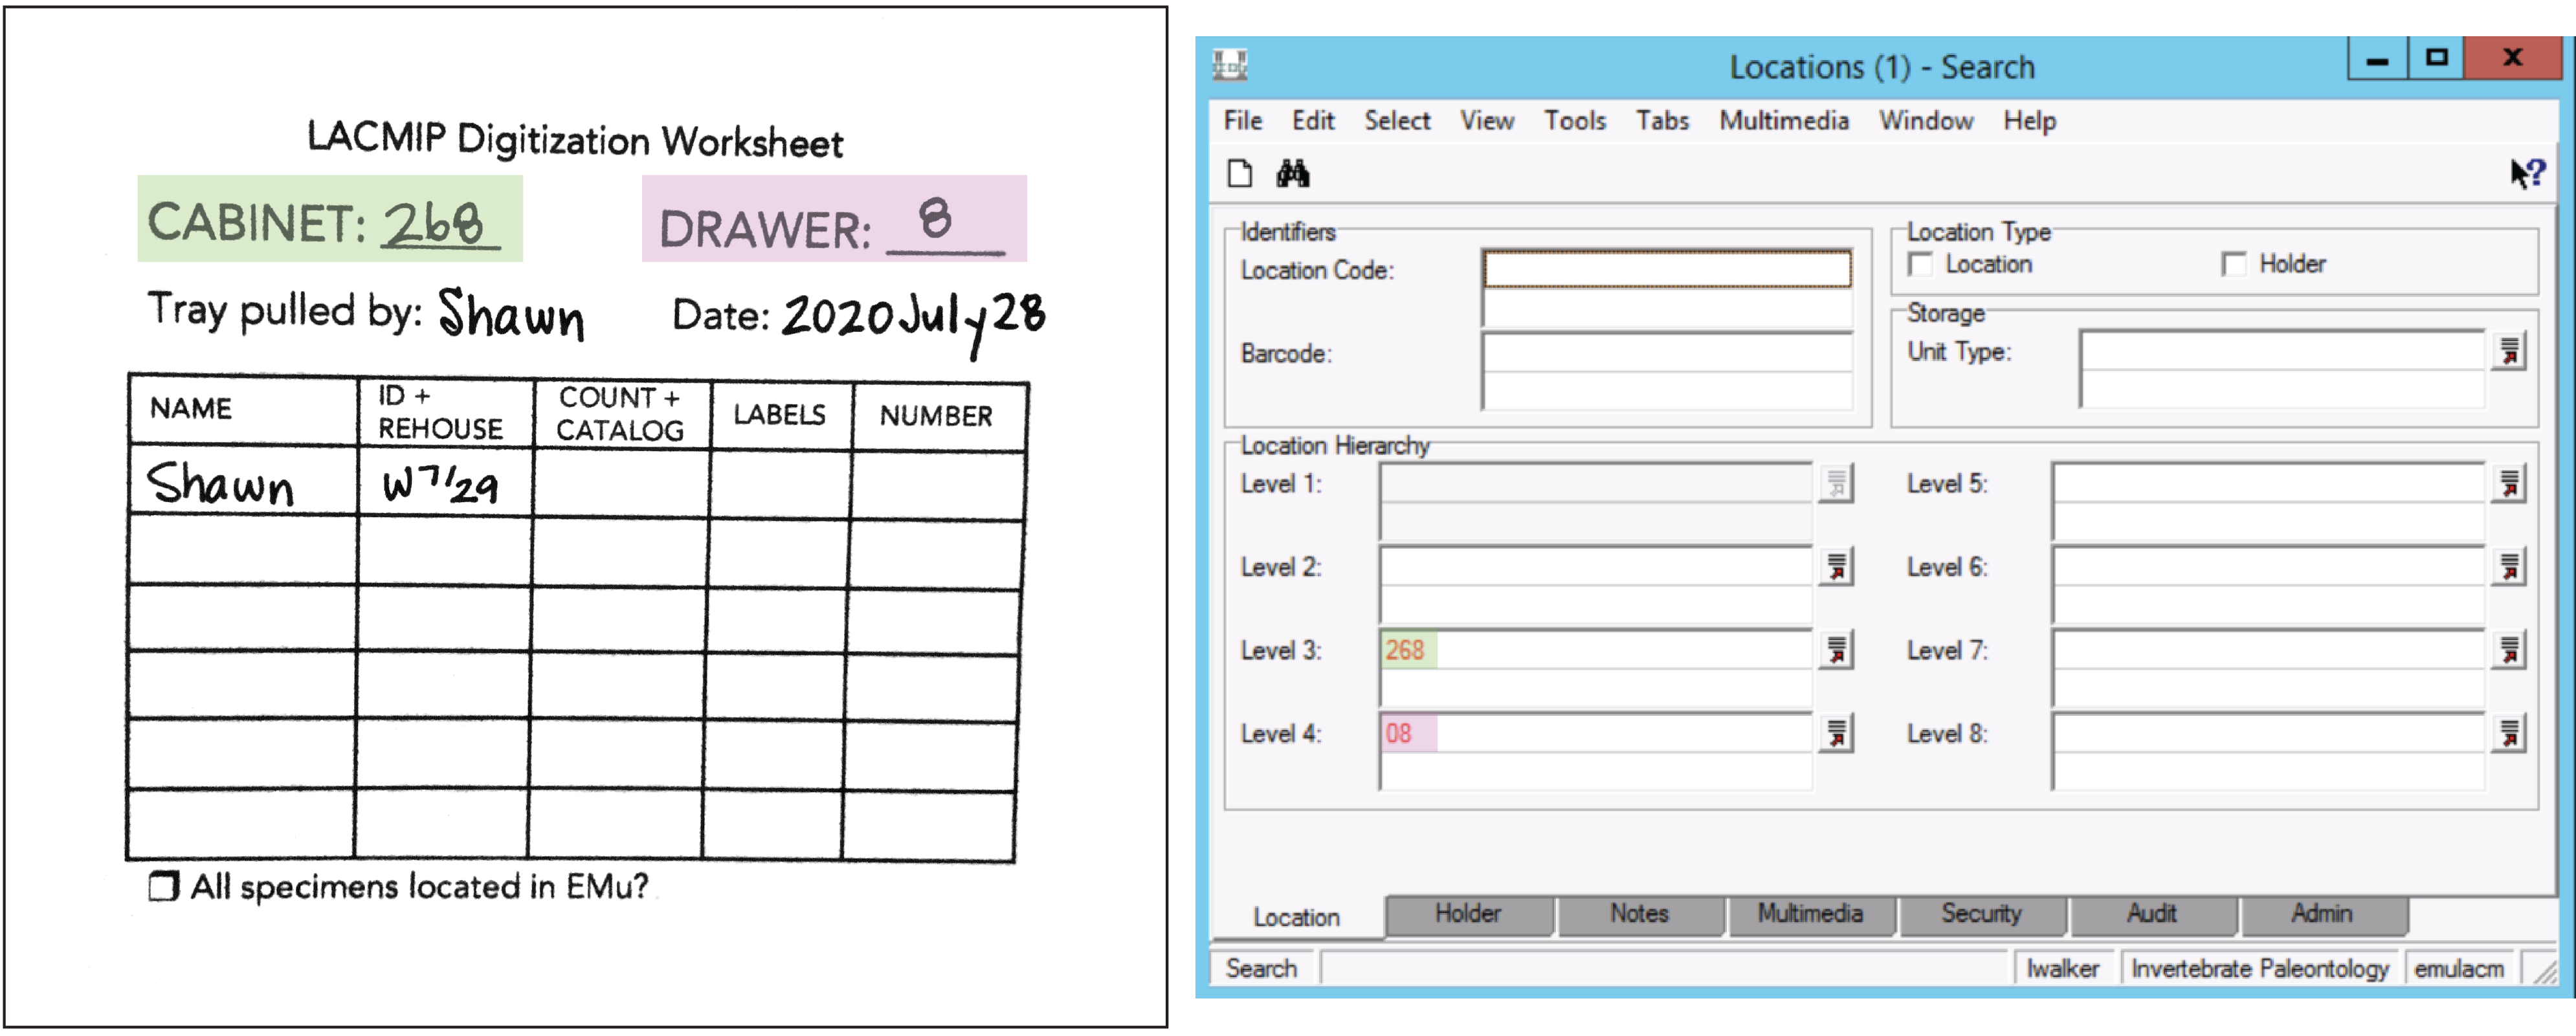 LACMIP Digitization Worksheet
CABINET: 268 DRAWER: 8
Tray pulled by: Shawn Date: 2020July28
NAME ID + REHOUSE COUNT + CATALOG LABELS NUMBER
Shawn W 7/29
All specimens located in EMu?
Locations (1) - Search
File Edit Select View Tools Tabs Multimedia Window Help
Identifiers
Location Code:
Barcode:
Location Type
Location Holder
Storage
Unit Type:
Location Hierarchy
Level 1: Level 5:
Level 2: Level 6:
Level 3: 268 Level 7:
Level 4: 08 Level 8:
Location Holder Notes Multimedia Security Audit Admin
Search lwalker Invertebrate Paleontology emulacm